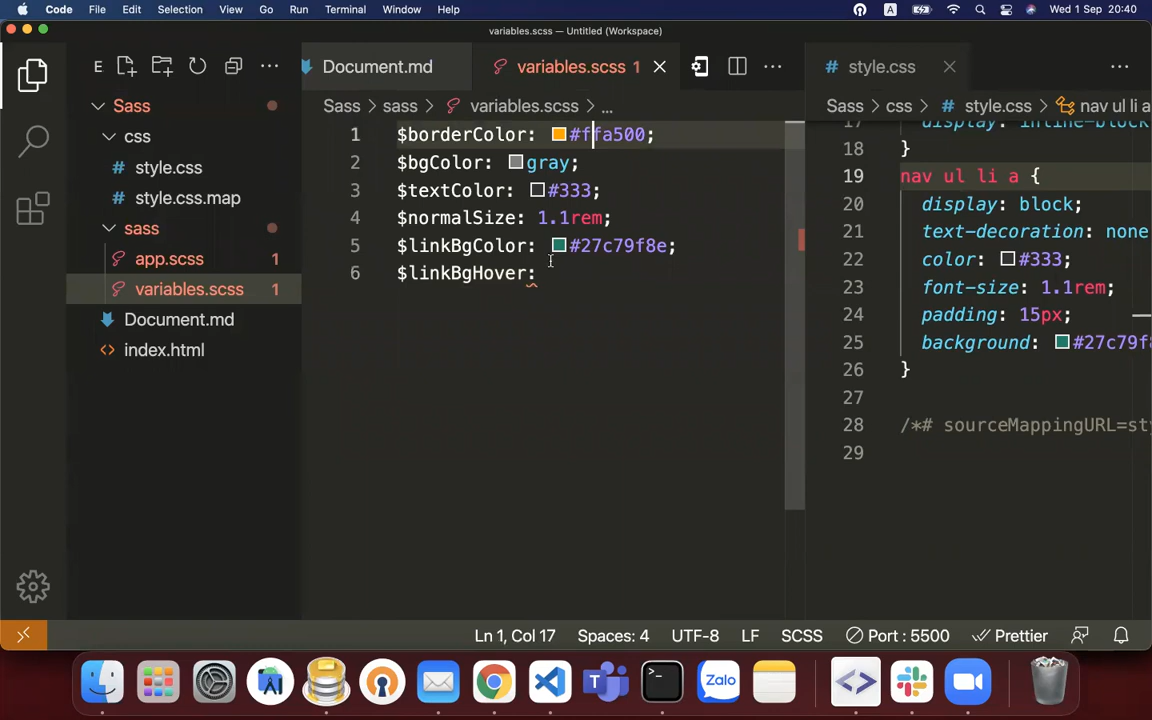 Code File Edit Selection View Go Run Terminal Window Help A Wed 1 Sep 20:40
variables.scss — Untitled (Workspace)
E
Document.md
variables.scss 1
style.css
Sass
css
style.css
style.css.map
sass
app.scss 1
variables.scss 1
Document.md
index.html
Sass > sass > variables.scss > ...
1 $borderColor: #ffa500;
2 $bgColor: gray;
3 $textColor: #333;
4 $normalSize: 1.1rem;
5 $linkBgColor: #27c79f8e;
6 $linkBgHover:
Sass > css > # style.css > nav ul li a
17 display: inline-block
18 }
19 nav ul li a {
20 display: block;
21 text-decoration: none
22 color: #333;
23 font-size: 1.1rem;
24 padding: 15px;
25 background: #27c79f8
26 }
27
28 /*# sourceMappingURL=sty
29
Ln 1, Col 17 Spaces: 4 UTF-8 LF SCSS Port : 5500 Prettier
Zalo